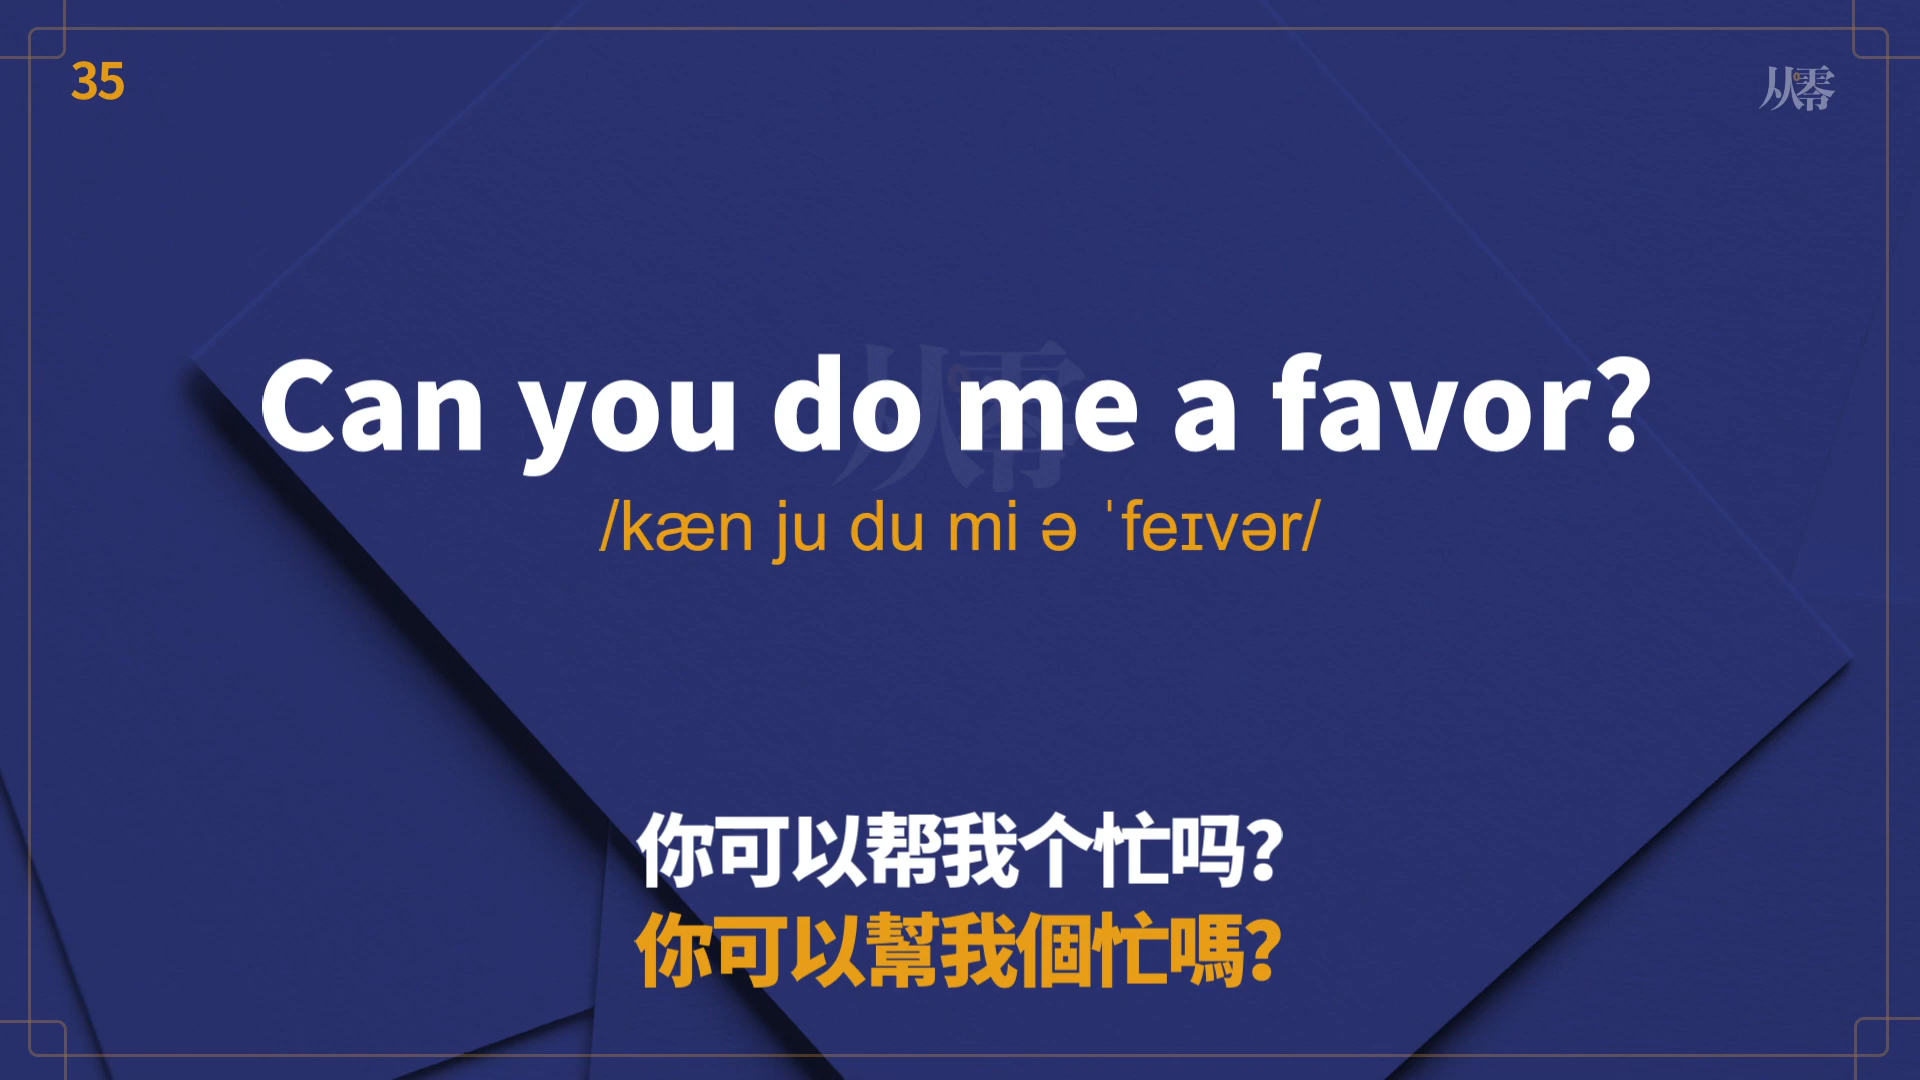 35
从零
Can you do me a favor?
/kæn ju du mi ə ˈfeɪvər/
你可以帮我个忙吗?
你可以幫我個忙嗎?